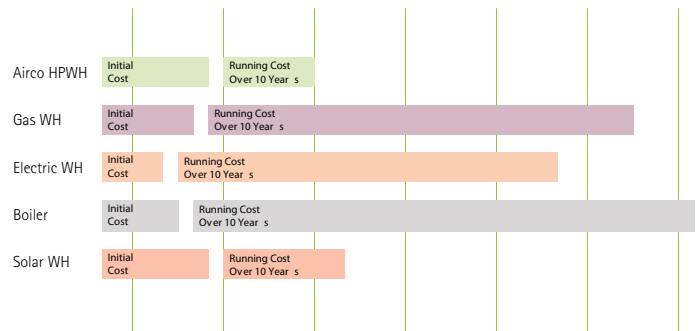 Airco HPWH
Initial
Cost
Running Cost
Over 10 Year s
Gas WH
Initial
Cost
Running Cost
Over 10 Year s
Electric WH
Initial
Cost
Running Cost
Over 10 Year s
Boiler
Initial
Cost
Running Cost
Over 10 Year s
Solar WH
Initial
Cost
Running Cost
Over 10 Year s